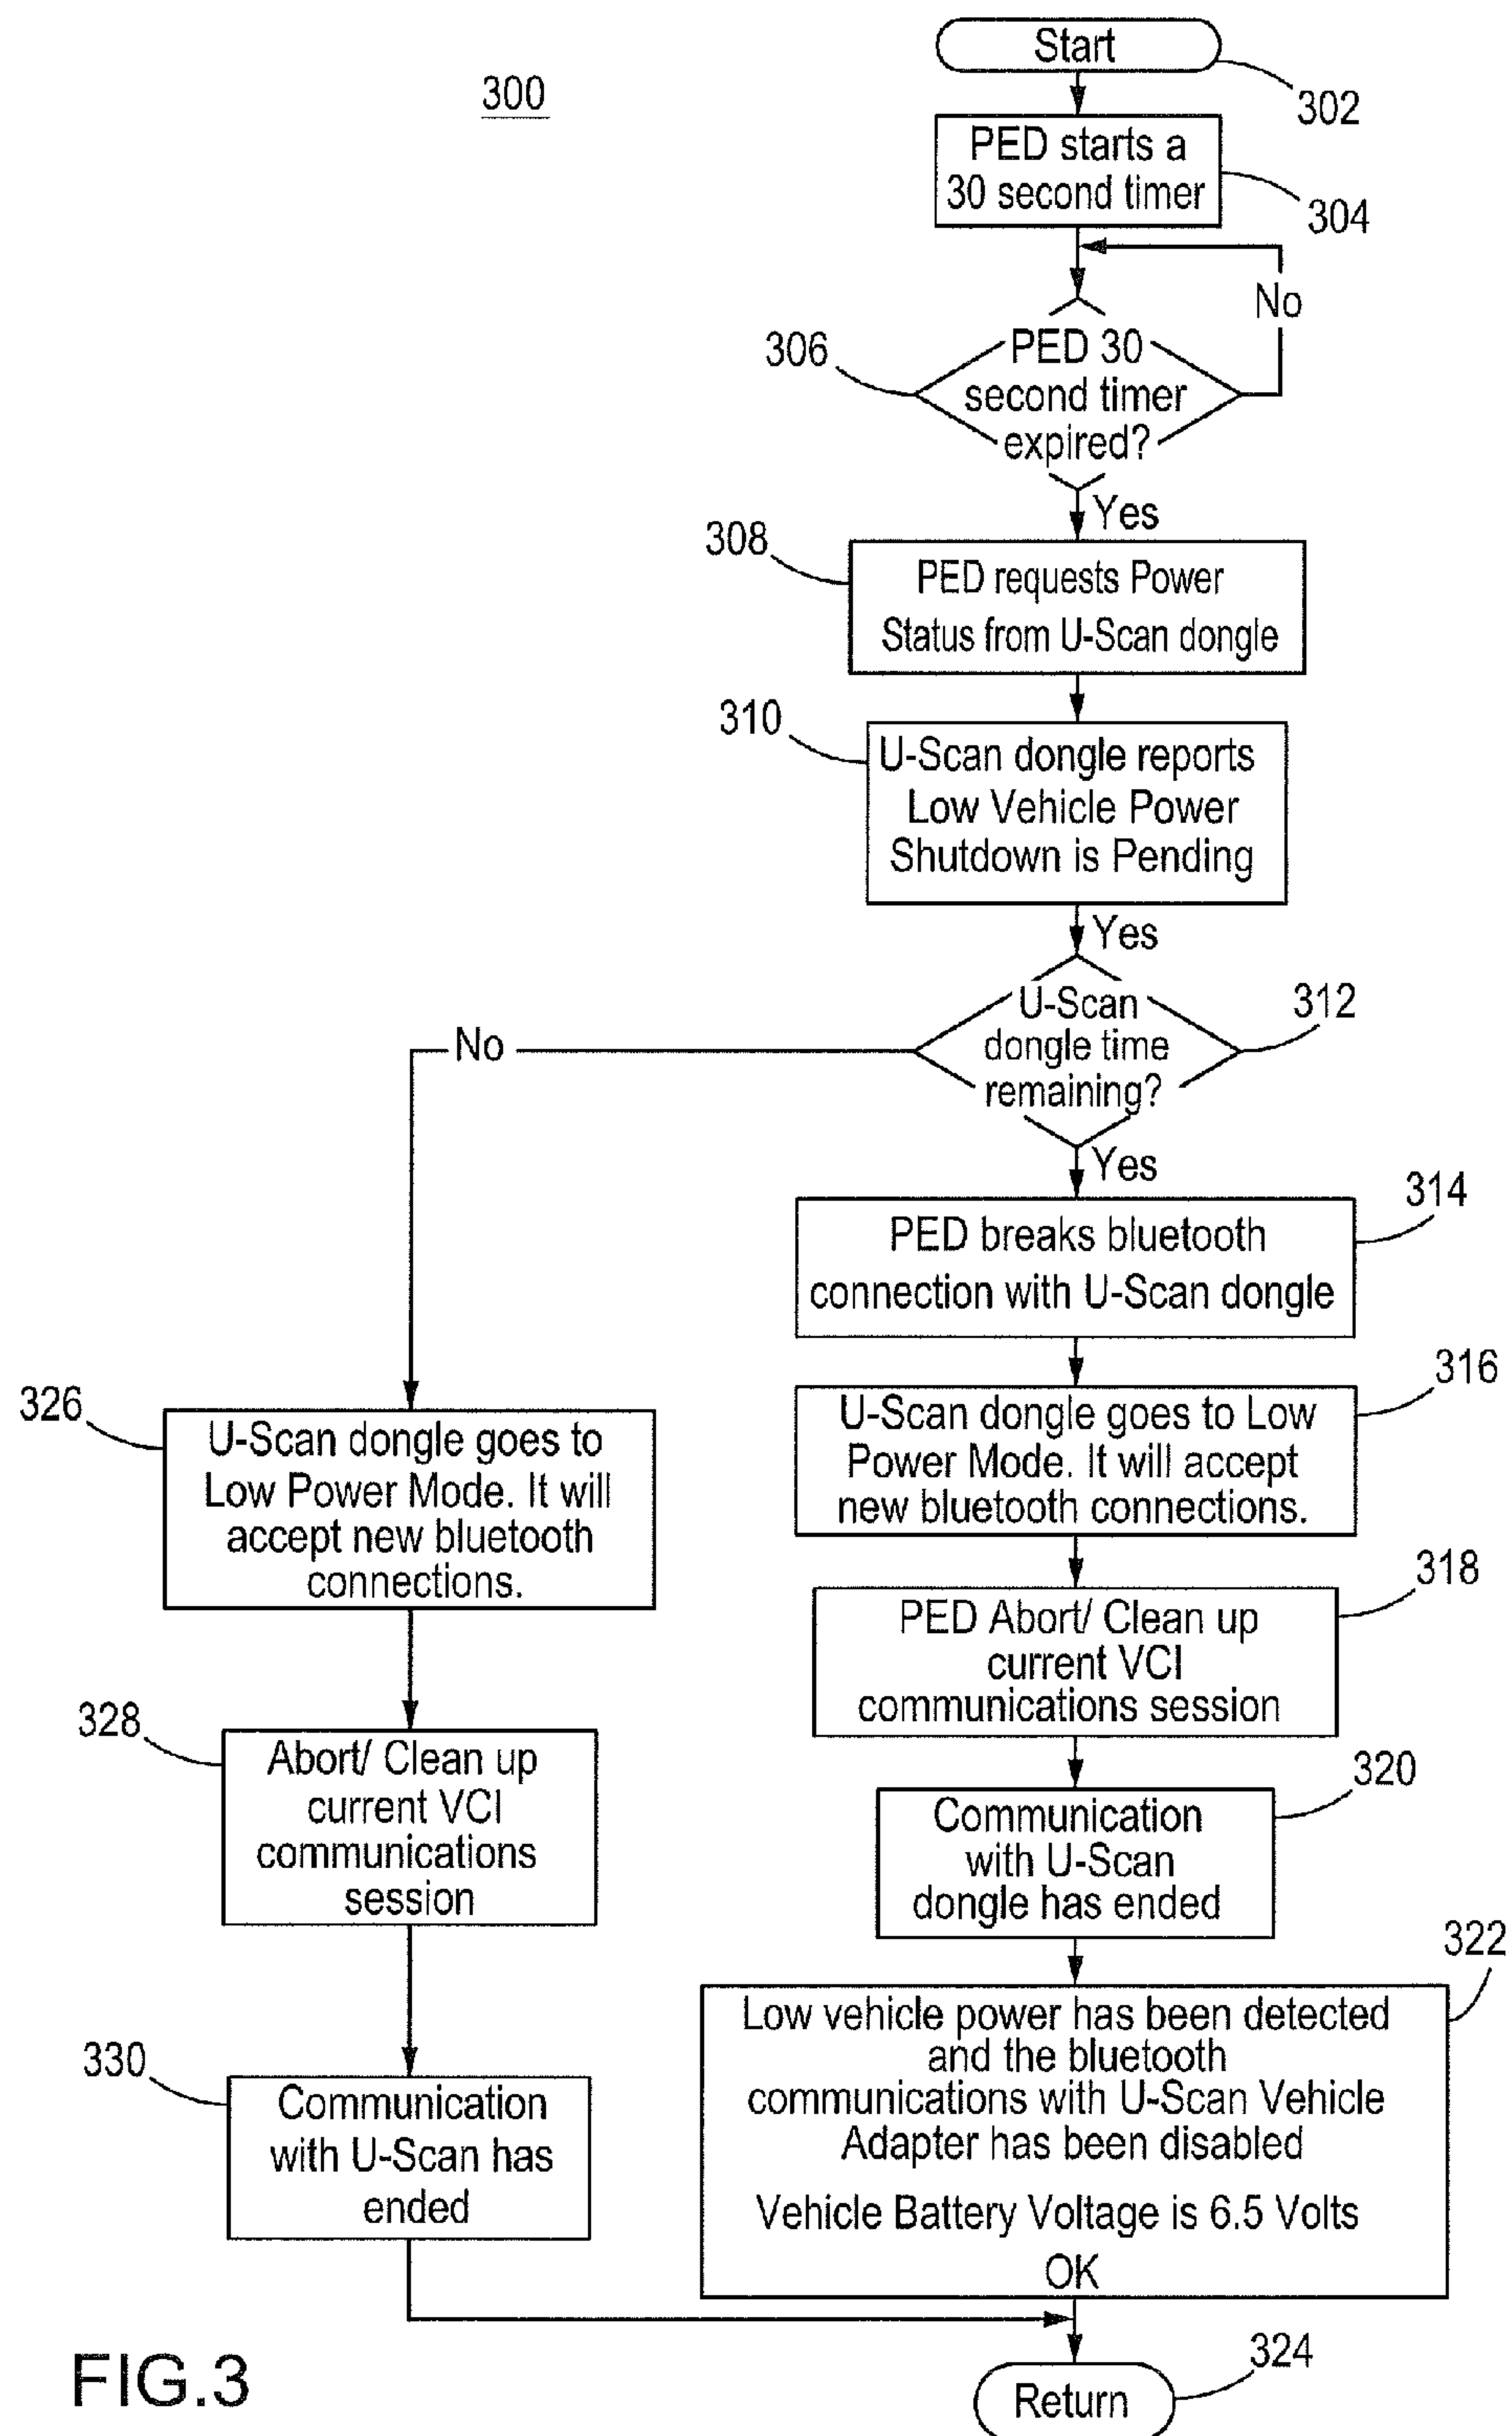 300
Start
302
PED starts a
30 second timer
304
No
306
PED 30
second timer
expired?
Yes
308
PED requests Power
Status from U-Scan dongle
310
U-Scan dongle reports
Low Vehicle Power
Shutdown is Pending
Yes
312
U-Scan
dongle time
remaining?
No
Yes
314
PED breaks bluetooth
connection with U-Scan dongle
316
U-Scan dongle goes to Low
Power Mode. It will accept
new bluetooth connections.
326
U-Scan dongle goes to
Low Power Mode. It will
accept new bluetooth
connections.
318
PED Abort/ Clean up
current VCI
communications session
328
Abort/ Clean up
current VCI
communications
session
320
Communication
with U-Scan
dongle has ended
322
Low vehicle power has been detected
and the bluetooth
communications with U-Scan Vehicle
Adapter has been disabled
Vehicle Battery Voltage is 6.5 Volts
OK
330
Communication
with U-Scan has
ended
324
Return
FIG.3